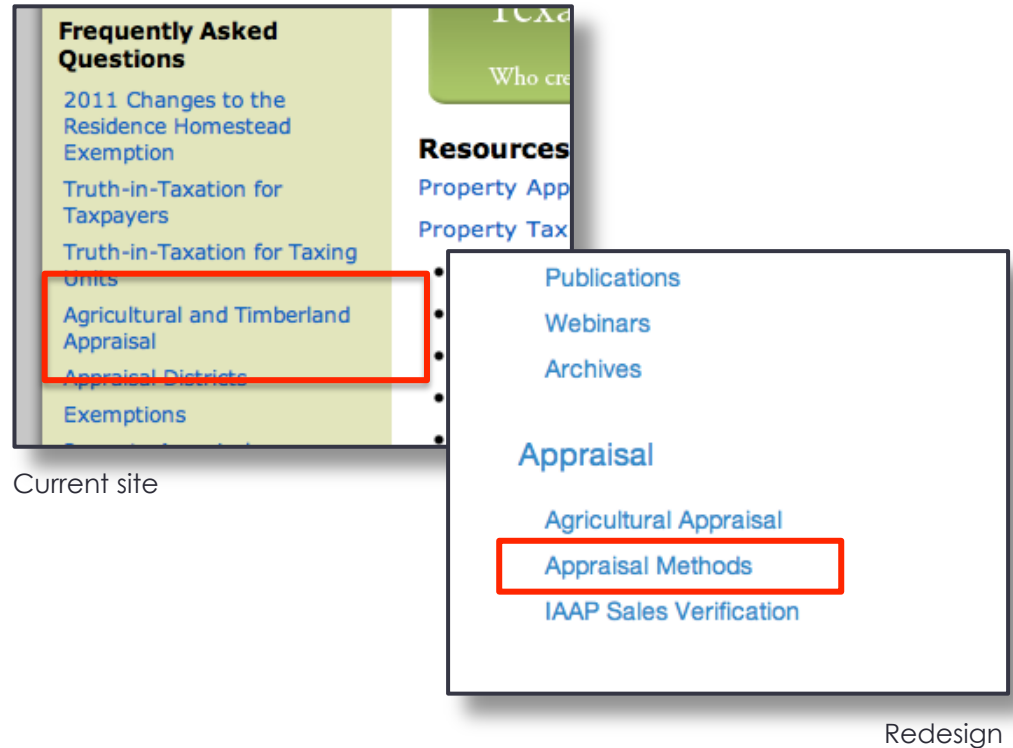 Frequently Asked
Questions
2011 Changes to the
Residence Homestead
Exemption
Truth-in-Taxation for
Taxpayers
Truth-in-Taxation for Taxing
Units
Agricultural and Timberland
Appraisal
Appraisal Districts
Exemptions
Who cre
Resources
Property App
Property Tax
Current site
Publications
Webinars
Archives
Appraisal
Agricultural Appraisal
Appraisal Methods
IAAP Sales Verification
Redesign